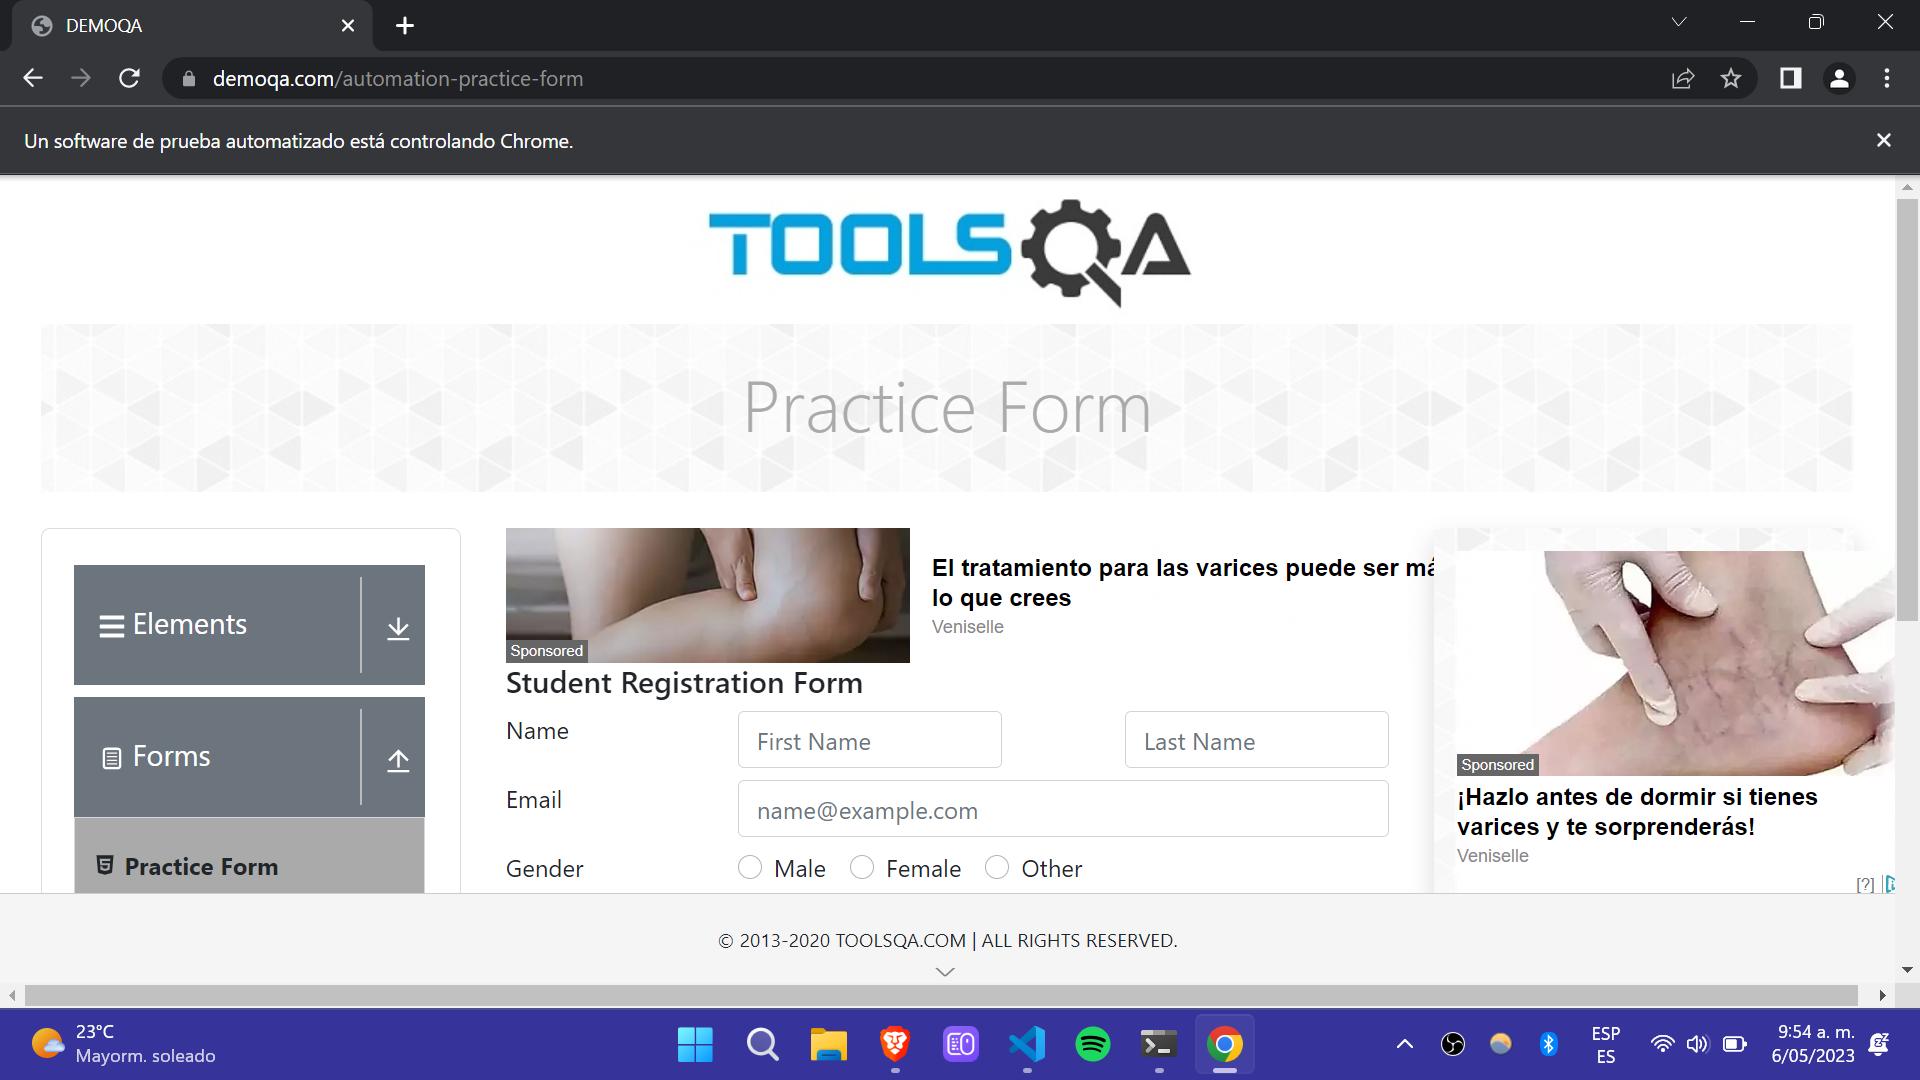 DEMOQA
demoqa.com/automation-practice-form
Un software de prueba automatizado está controlando Chrome.
TOOLSQA
Practice Form
Elements
Forms
Practice Form
Sponsored
El tratamiento para las varices puede ser má
lo que crees
Veniselle
Student Registration Form
Name
First Name
Last Name
Email
name@example.com
Gender
Male
Female
Other
Sponsored
¡Hazlo antes de dormir si tienes
varices y te sorprenderás!
Veniselle
[?]
© 2013-2020 TOOLSQA.COM | ALL RIGHTS RESERVED.
23°C
Mayorm. soleado
ESP
ES
9:54 a. m.
6/05/2023